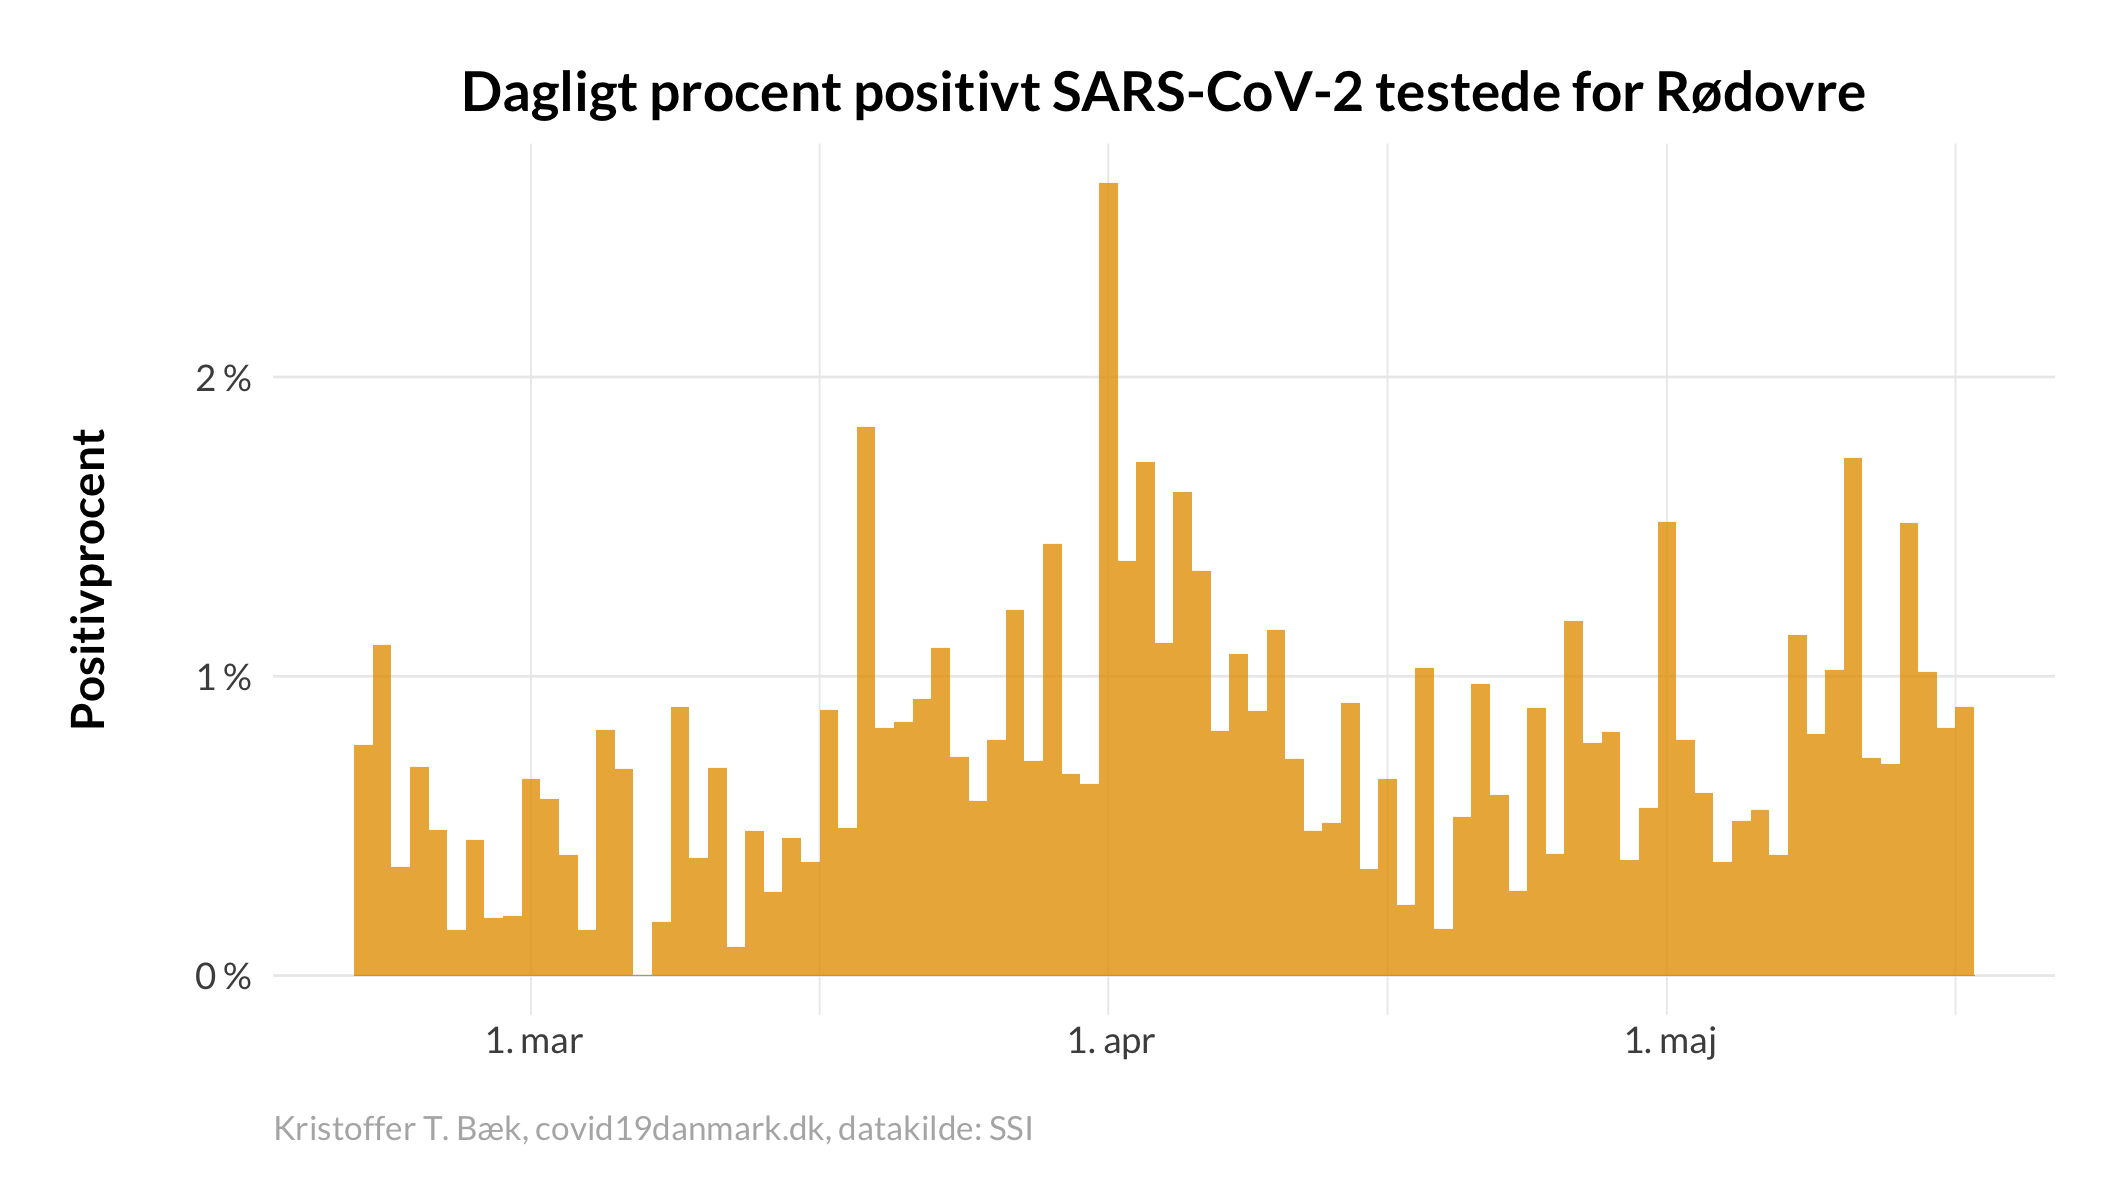 Dagligt procent positivt SARS-CoV-2 testede for Rødovre
Positivprocent
2 %
1 %
0 %
1. mar
1. apr
1. maj
Kristoffer T. Bæk, covid19danmark.dk, datakilde: SSI